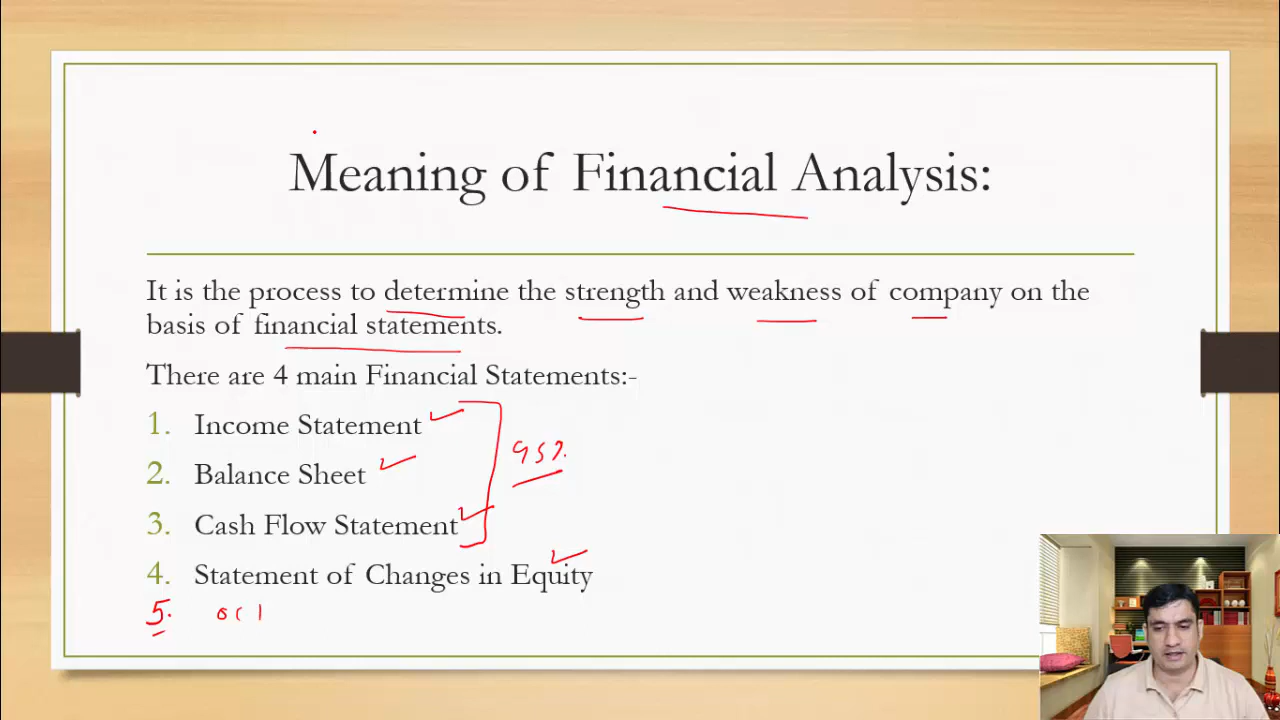 Meaning of Financial Analysis:
It is the process to determine the strength and weakness of company on the
basis of financial statements.
There are 4 main Financial Statements:-
1. Income Statement
2. Balance Sheet
95%
3. Cash Flow Statement
4. Statement of Changes in Equity
5. OCI